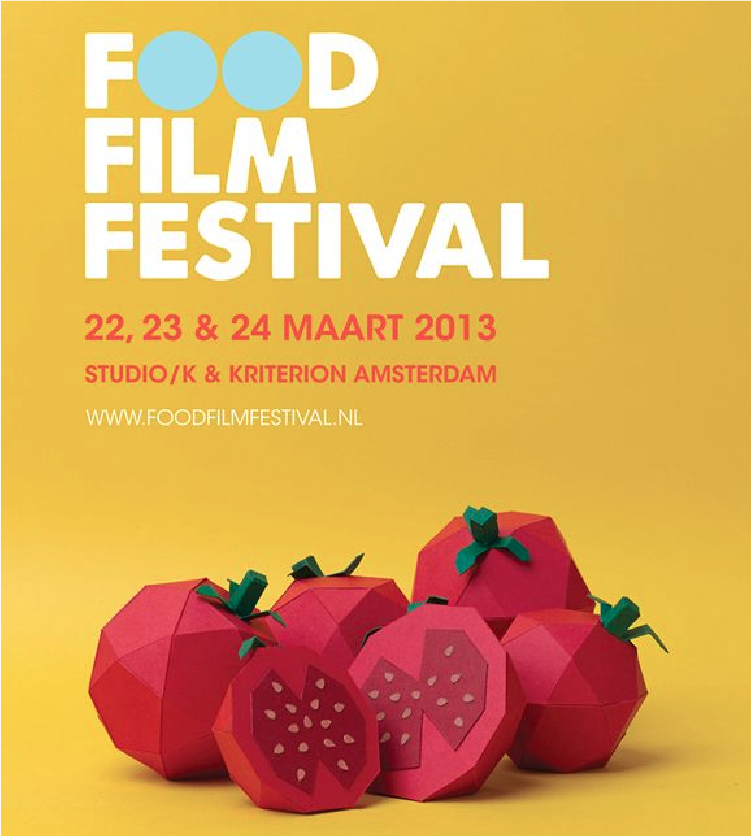 FOOD
FILM
FESTIVAL
22, 23 & 24 MAART 2013
STUDIO/K & KRITERION AMSTERDAM
WWW.FOODFILMFESTIVAL.NL